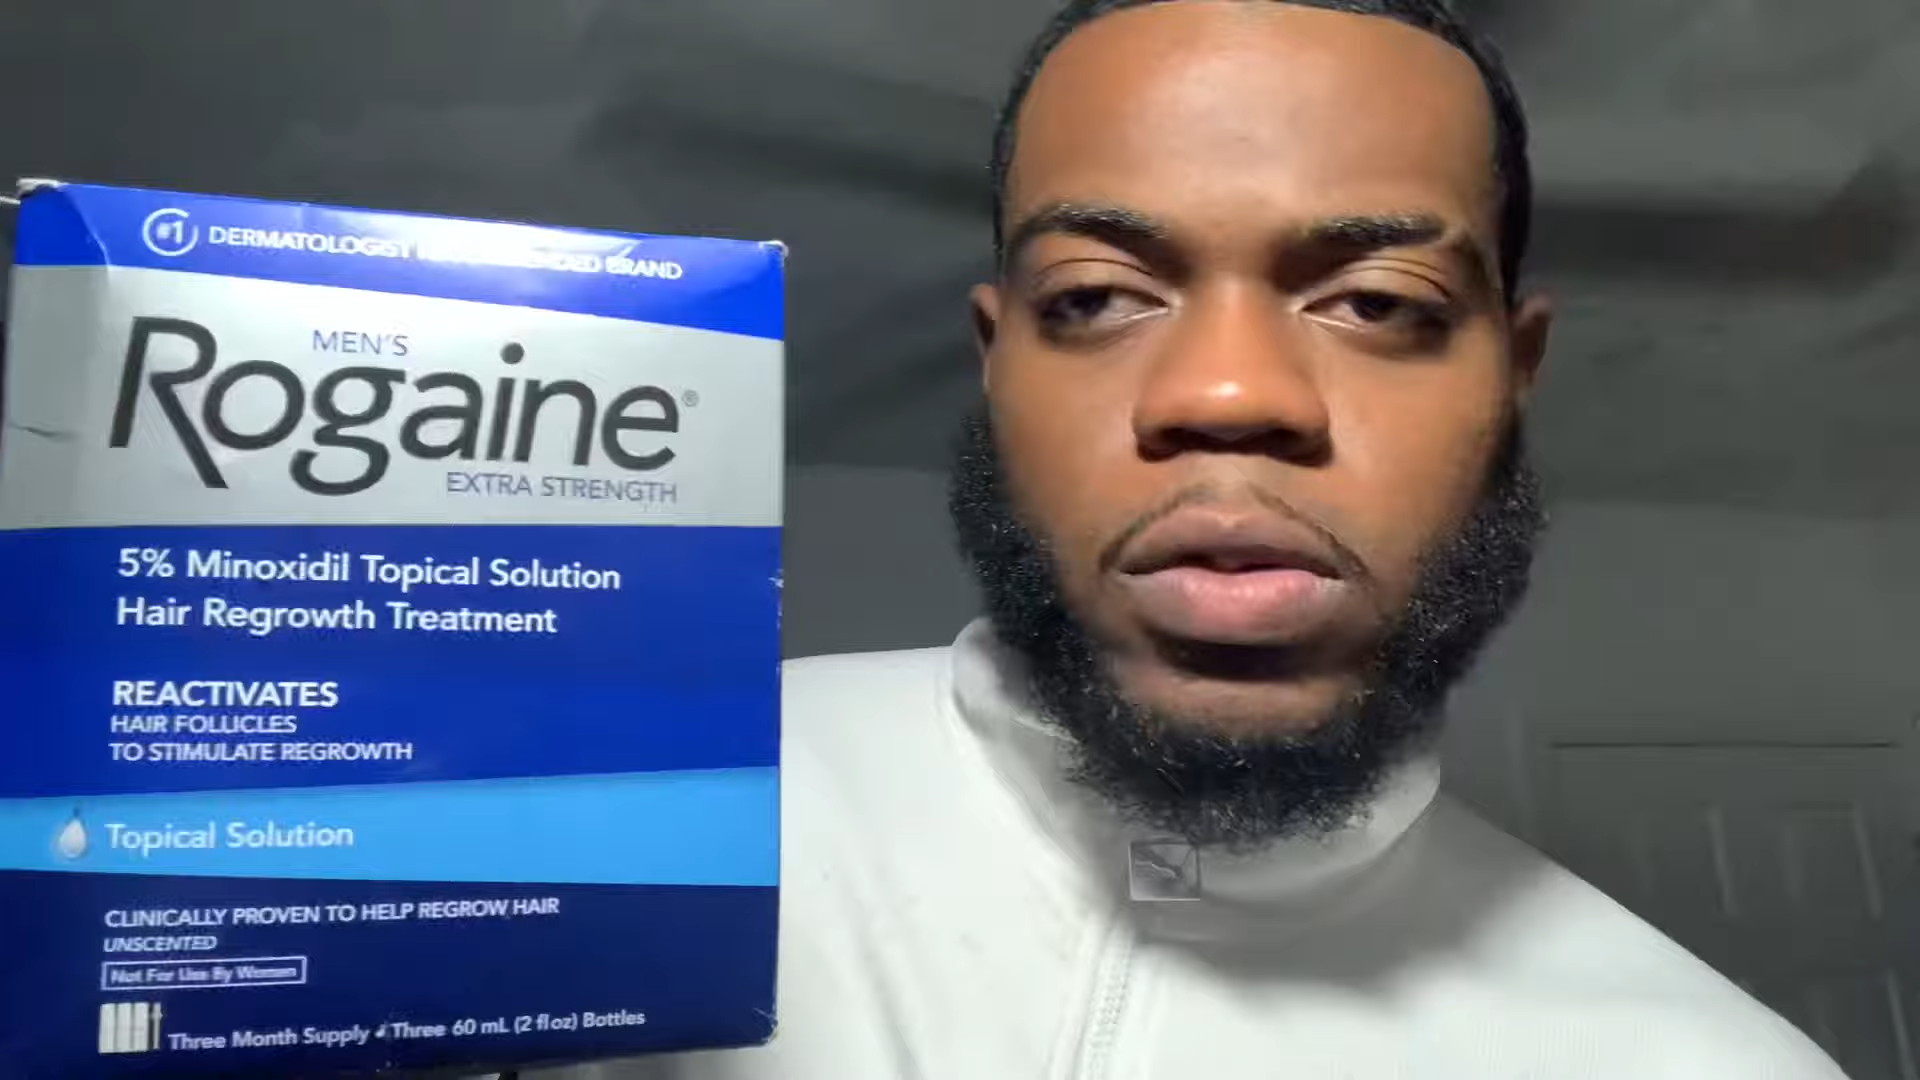 #1 DERMATOLOGIST RECOMMENDED BRAND
MEN'S
Rogaine®
EXTRA STRENGTH
5% Minoxidil Topical Solution
Hair Regrowth Treatment
REACTIVATES
HAIR FOLLICLES
TO STIMULATE REGROWTH
Topical Solution
CLINICALLY PROVEN TO HELP REGROW HAIR
UNSCENTED
Not For Use By Women
Three Month Supply • Three 60 mL (2 fl oz) Bottles